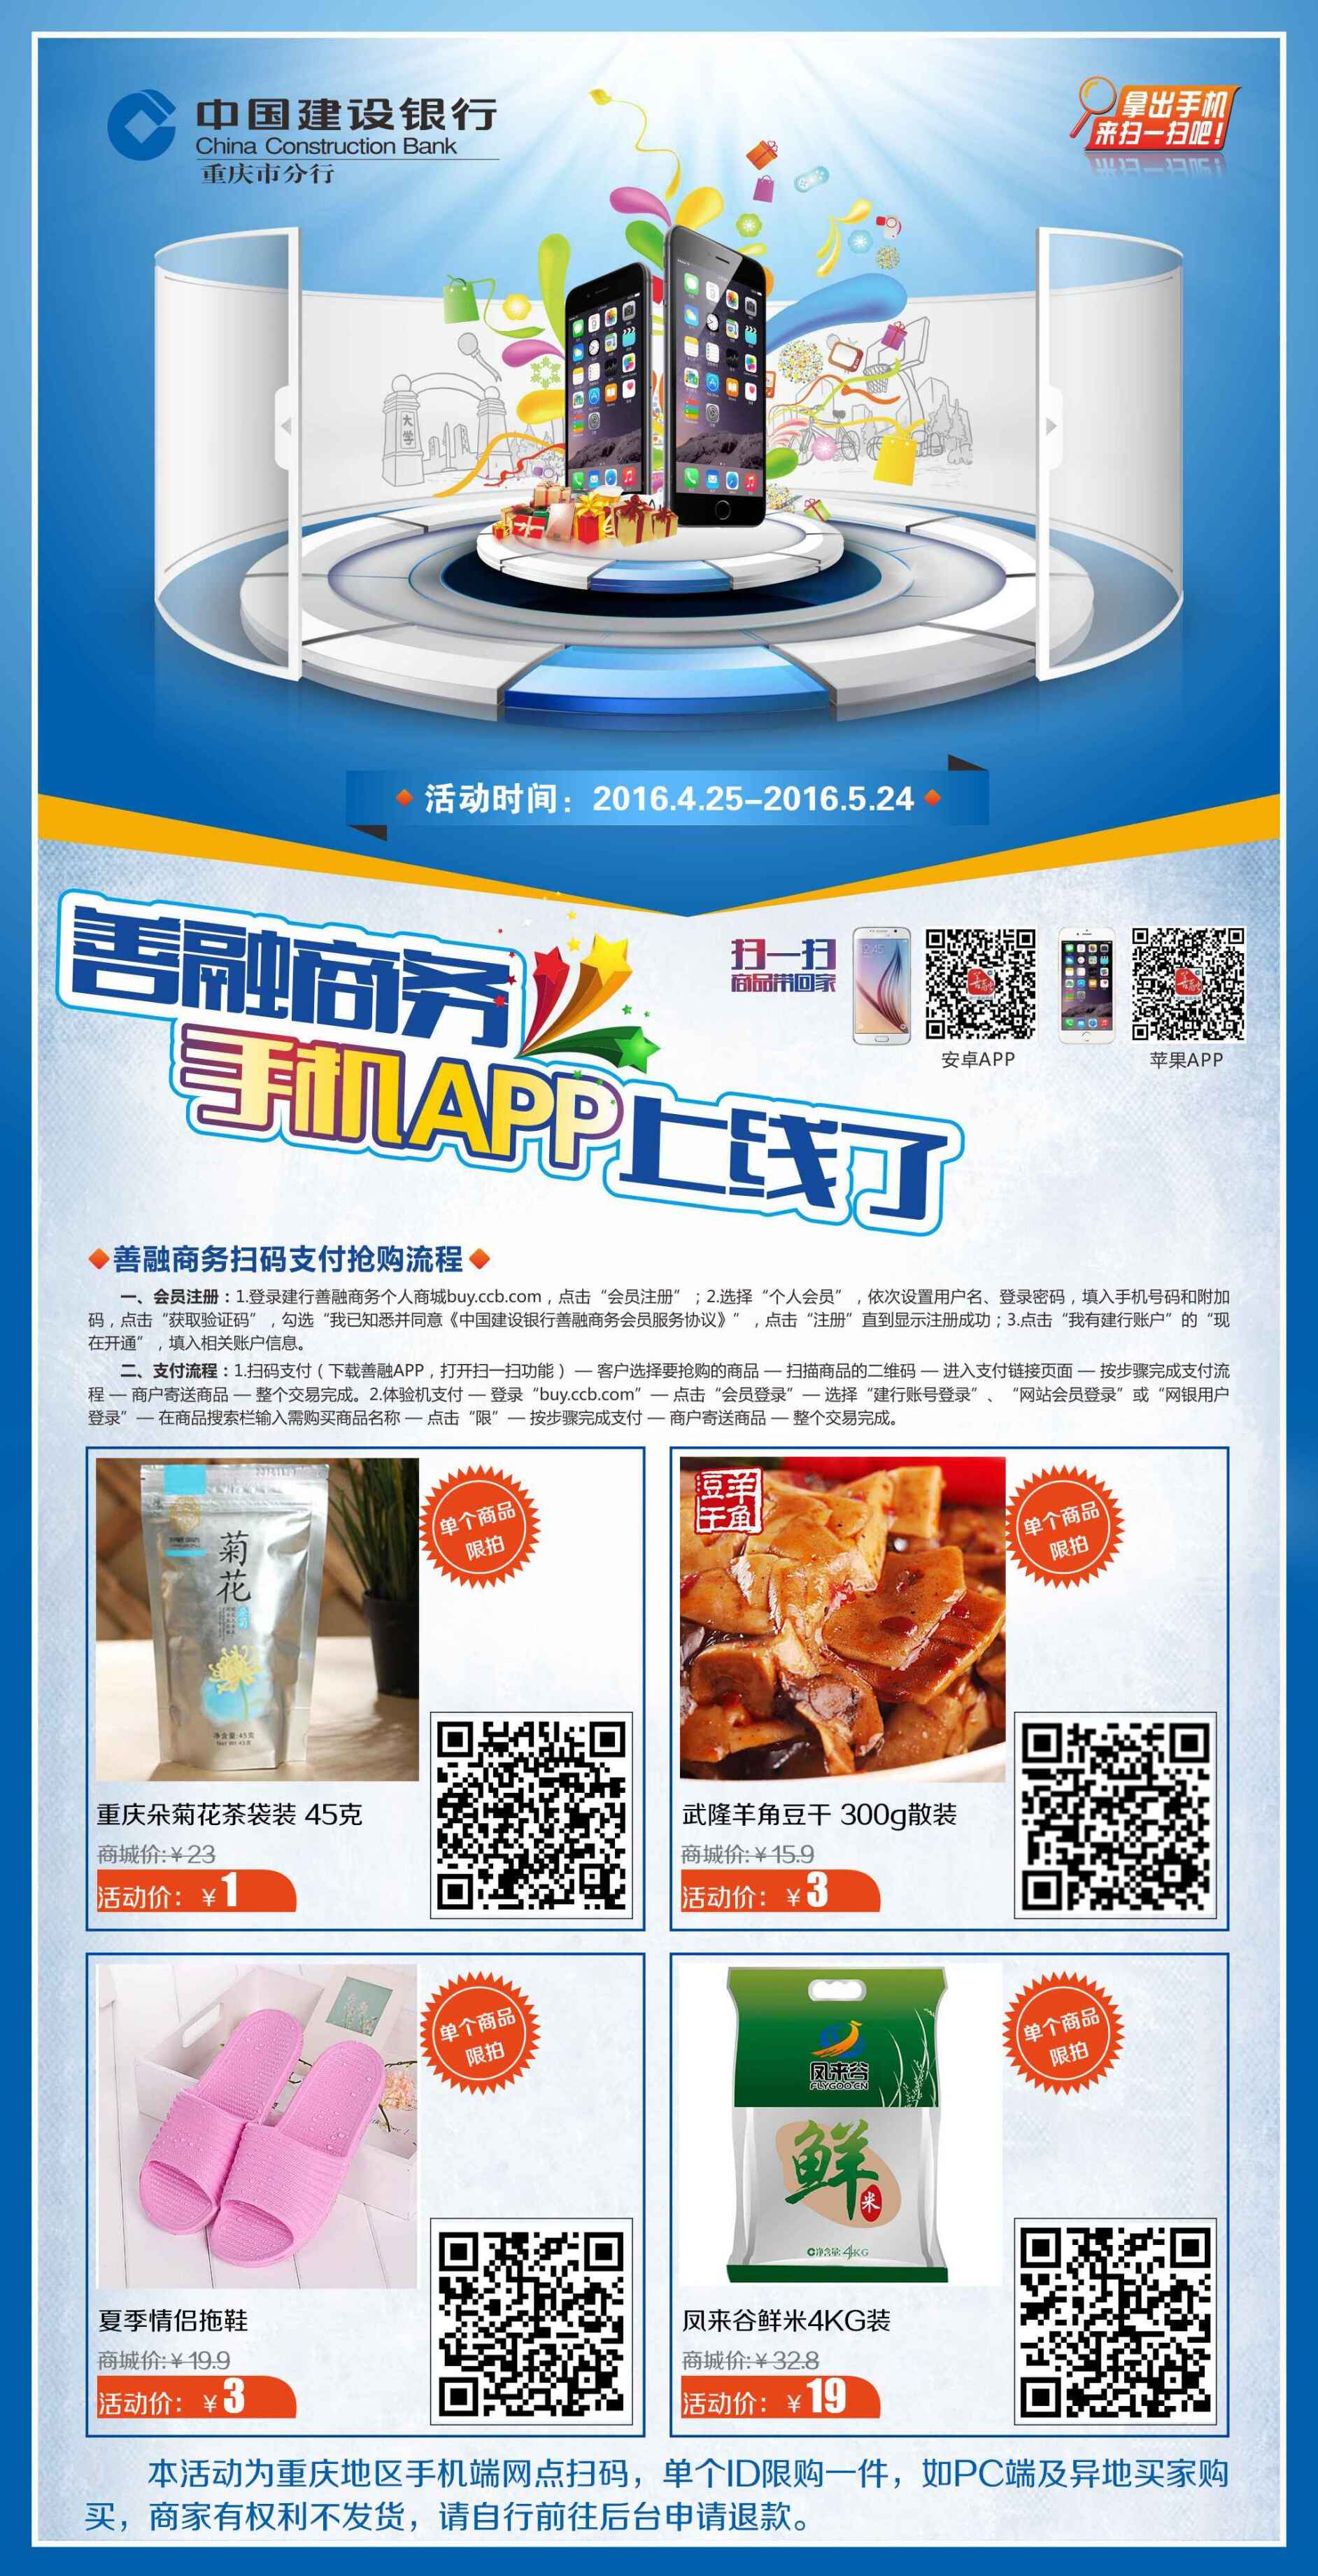 中国建设银行
China Construction Bank
重庆市分行
拿出手机
来扫一扫吧!
大学
活动时间：2016.4.25-2016.5.24
善融商务
手机APP上线了
扫一扫
商品带回家
12:45
安卓APP
苹果APP
善融商务扫码支付抢购流程
一、会员注册：1.登录建行善融商务个人商城buy.ccb.com，点击“会员注册”；2.选择“个人会员”，依次设置用户名、登录密码，填入手机号码和附加
码，点击“获取验证码”，勾选“我已知悉并同意《中国建设银行善融商务会员服务协议》”，点击“注册”直到显示注册成功；3.点击“我有建行账户”的“现
在开通”，填入相关账户信息。
二、支付流程：1.扫码支付（下载善融APP，打开扫一扫功能）— 客户选择要抢购的商品 — 扫描商品的二维码 — 进入支付链接页面 — 按步骤完成支付流
程 — 商户寄送商品 — 整个交易完成。2.体验机支付 — 登录“buy.ccb.com”— 点击“会员登录”— 选择“建行账号登录”、“网站会员登录”或“网银用户
登录”— 在商品搜索栏输入需购买商品名称 — 点击“限”— 按步骤完成支付 — 商户寄送商品 — 整个交易完成。
菊花
净含量:45克
单个商品
限拍
重庆朵菊花茶袋装 45克
商城价:￥23
活动价：￥1
羊角
豆干
单个商品
限拍
武隆羊角豆干 300g散装
商城价:￥15.9
活动价：￥3
单个商品
限拍
夏季情侣拖鞋
商城价:￥19.9
活动价：￥3
凤来谷
FLYGOO.CN
鲜
米
净含量:4KG
单个商品
限拍
凤来谷鲜米4KG装
商城价:￥32.8
活动价：￥19
本活动为重庆地区手机端网点扫码，单个ID限购一件，如PC端及异地买家购
买，商家有权利不发货，请自行前往后台申请退款。